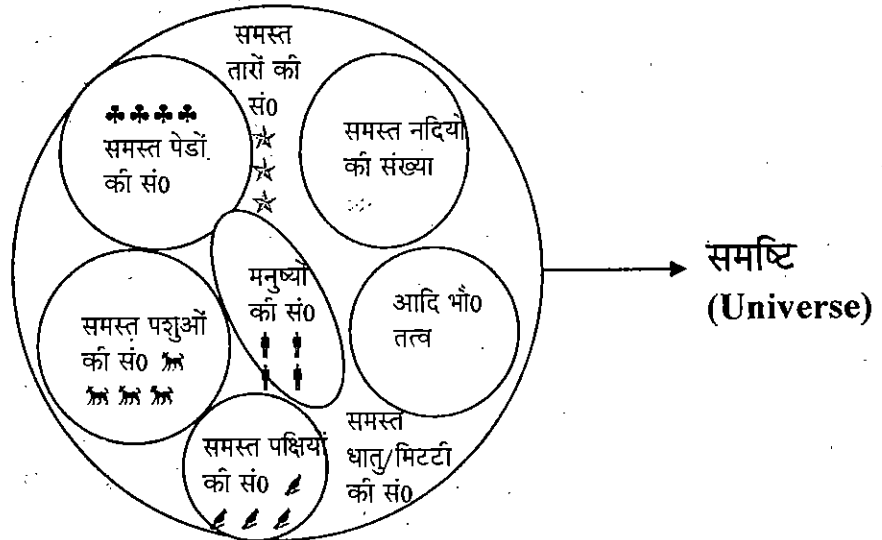 समस्त
तारों की
सं0
समस्त पेडों
की सं0
समस्त नदियों
की संख्या
मनुष्यों
की सं0
समस्त पशुओं
की सं0
आदि भौ0
तत्व
समस्त पक्षियों
की सं0
समस्त
धातु/मिटटी
की सं0
समष्टि
(Universe)